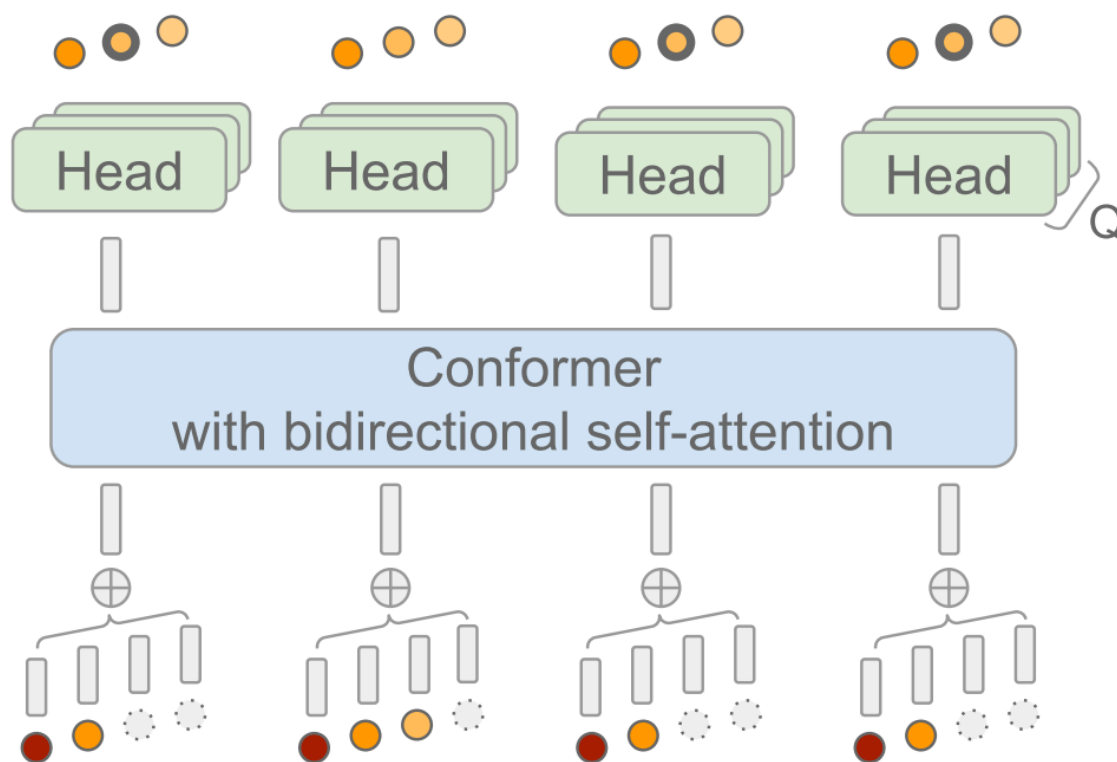 Head
Head
Head
Head
Q
Conformer
with bidirectional self-attention